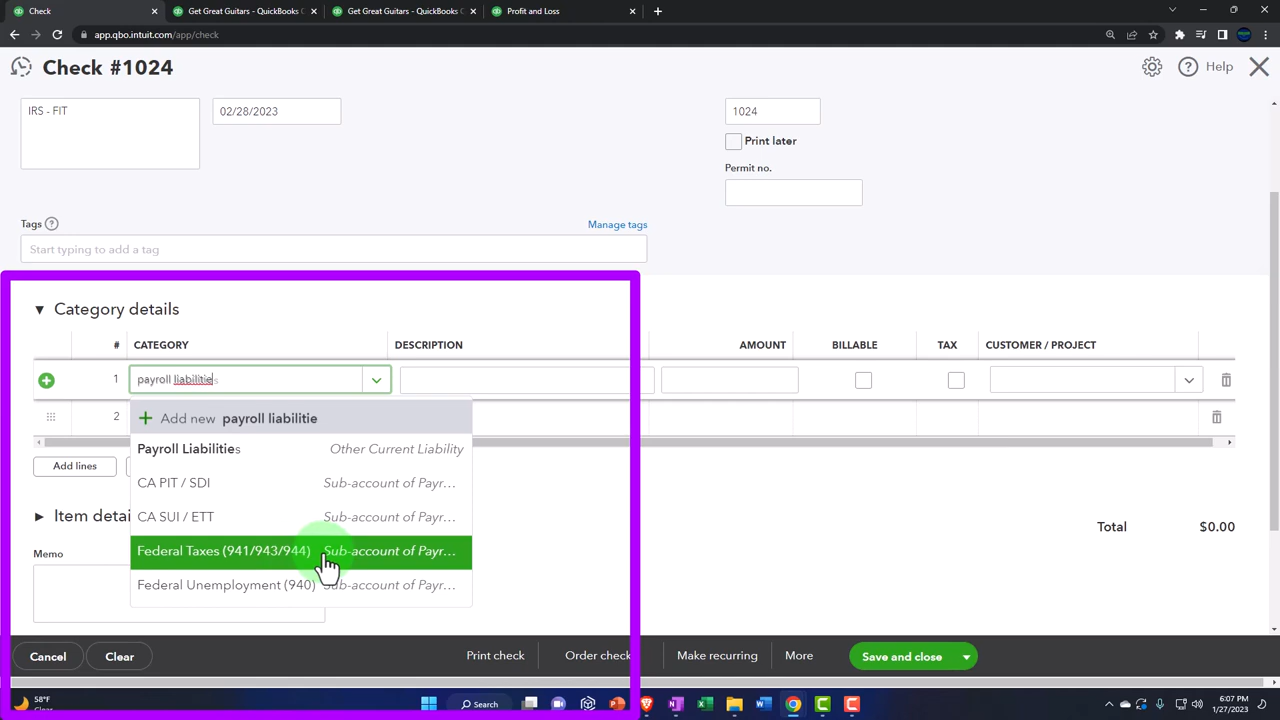 Check
Get Great Guitars - QuickBooks C
Get Great Guitars - QuickBooks C
Profit and Loss
app.qbo.intuit.com/app/check
Check #1024
Help
IRS - FIT
02/28/2023
1024
Print later
Permit no.
Tags
Manage tags
Start typing to add a tag
Category details
# CATEGORY DESCRIPTION AMOUNT BILLABLE TAX CUSTOMER / PROJECT
1 payroll liabilities
Add new payroll liabilitie
2
Payroll Liabilities Other Current Liability
Add lines
CA PIT / SDI Sub-account of Payr...
CA SUI / ETT Sub-account of Payr...
Item detai
Total $0.00
Memo
Federal Taxes (941/943/944) Sub-account of Payr...
Federal Unemployment (940) Sub-account of Payr...
Cancel
Clear
Print check
Order check
Make recurring
More
Save and close
58°F
Clear
Search
6:07 PM
1/27/2023